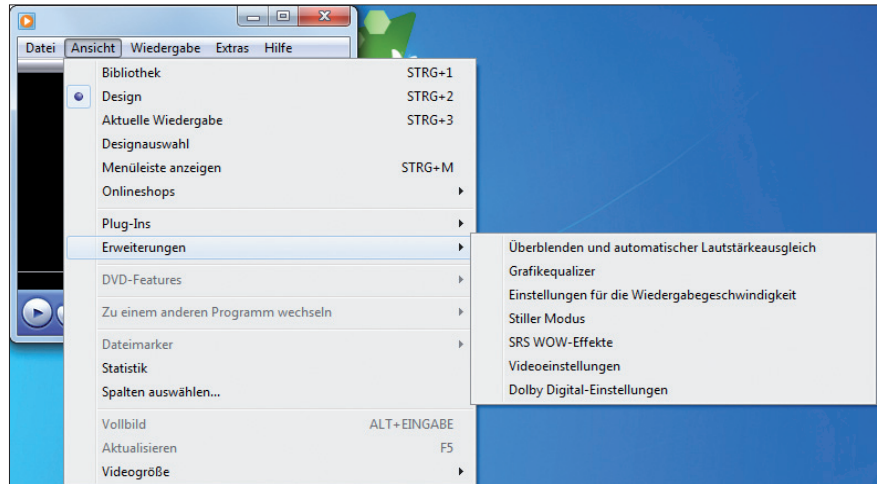 Datei Ansicht Wiedergabe Extras Hilfe
Bibliothek STRG+1
Design STRG+2
Aktuelle Wiedergabe STRG+3
Designauswahl
Menüleiste anzeigen STRG+M
Onlineshops
Plug-Ins
Erweiterungen
DVD-Features
Zu einem anderen Programm wechseln
Dateimarker
Statistik
Spalten auswählen...
Vollbild ALT+EINGABE
Aktualisieren F5
Videogröße
Überblenden und automatischer Lautstärkeausgleich
Grafikequalizer
Einstellungen für die Wiedergabegeschwindigkeit
Stiller Modus
SRS WOW-Effekte
Videoeinstellungen
Dolby Digital-Einstellungen